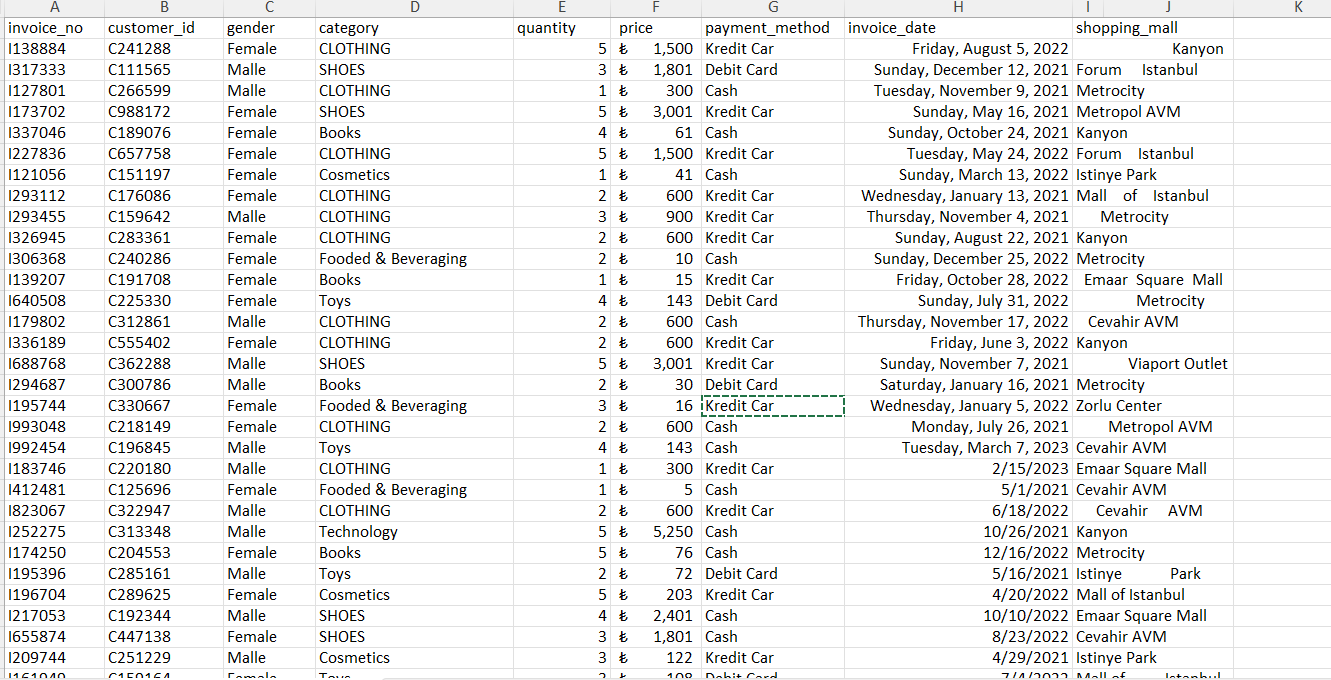 A B C D E F G H I J K
invoice_no customer_id gender category quantity price payment_method invoice_date shopping_mall
I138884 C241288 Female CLOTHING 5 ₺ 1,500 Kredit Car Friday, August 5, 2022 Kanyon
I317333 C111565 Malle SHOES 3 ₺ 1,801 Debit Card Sunday, December 12, 2021 Forum Istanbul
I127801 C266599 Malle CLOTHING 1 ₺ 300 Cash Tuesday, November 9, 2021 Metrocity
I173702 C988172 Female SHOES 5 ₺ 3,001 Kredit Car Sunday, May 16, 2021 Metropol AVM
I337046 C189076 Female Books 4 ₺ 61 Cash Sunday, October 24, 2021 Kanyon
I227836 C657758 Female CLOTHING 5 ₺ 1,500 Kredit Car Tuesday, May 24, 2022 Forum Istanbul
I121056 C151197 Female Cosmetics 1 ₺ 41 Cash Sunday, March 13, 2022 Istinye Park
I293112 C176086 Female CLOTHING 2 ₺ 600 Kredit Car Wednesday, January 13, 2021 Mall of Istanbul
I293455 C159642 Malle CLOTHING 3 ₺ 900 Kredit Car Thursday, November 4, 2021 Metrocity
I326945 C283361 Female CLOTHING 2 ₺ 600 Kredit Car Sunday, August 22, 2021 Kanyon
I306368 C240286 Female Fooded & Beveraging 2 ₺ 10 Cash Sunday, December 25, 2022 Metrocity
I139207 C191708 Female Books 1 ₺ 15 Kredit Car Friday, October 28, 2022 Emaar Square Mall
I640508 C225330 Female Toys 4 ₺ 143 Debit Card Sunday, July 31, 2022 Metrocity
I179802 C312861 Malle CLOTHING 2 ₺ 600 Cash Thursday, November 17, 2022 Cevahir AVM
I336189 C555402 Female CLOTHING 2 ₺ 600 Kredit Car Friday, June 3, 2022 Kanyon
I688768 C362288 Malle SHOES 5 ₺ 3,001 Kredit Car Sunday, November 7, 2021 Viaport Outlet
I294687 C300786 Malle Books 2 ₺ 30 Debit Card Saturday, January 16, 2021 Metrocity
I195744 C330667 Female Fooded & Beveraging 3 ₺ 16 Kredit Car Wednesday, January 5, 2022 Zorlu Center
I993048 C218149 Female CLOTHING 2 ₺ 600 Cash Monday, July 26, 2021 Metropol AVM
I992454 C196845 Malle Toys 4 ₺ 143 Cash Tuesday, March 7, 2023 Cevahir AVM
I183746 C220180 Malle CLOTHING 1 ₺ 300 Kredit Car 2/15/2023 Emaar Square Mall
I412481 C125696 Female Fooded & Beveraging 1 ₺ 5 Cash 5/1/2021 Cevahir AVM
I823067 C322947 Malle CLOTHING 2 ₺ 600 Kredit Car 6/18/2022 Cevahir AVM
I252275 C313348 Malle Technology 5 ₺ 5,250 Cash 10/26/2021 Kanyon
I174250 C204553 Female Books 5 ₺ 76 Cash 12/16/2022 Metrocity
I195396 C285161 Malle Toys 2 ₺ 72 Debit Card 5/16/2021 Istinye Park
I196704 C289625 Female Cosmetics 5 ₺ 203 Kredit Car 4/20/2022 Mall of Istanbul
I217053 C192344 Malle SHOES 4 ₺ 2,401 Cash 10/10/2022 Emaar Square Mall
I655874 C447138 Female SHOES 3 ₺ 1,801 Cash 8/23/2022 Cevahir AVM
I209744 C251229 Malle Cosmetics 3 ₺ 122 Kredit Car 4/29/2021 Istinye Park
Female Toys Debit Card 7/4/2022 Mall of Istanbul